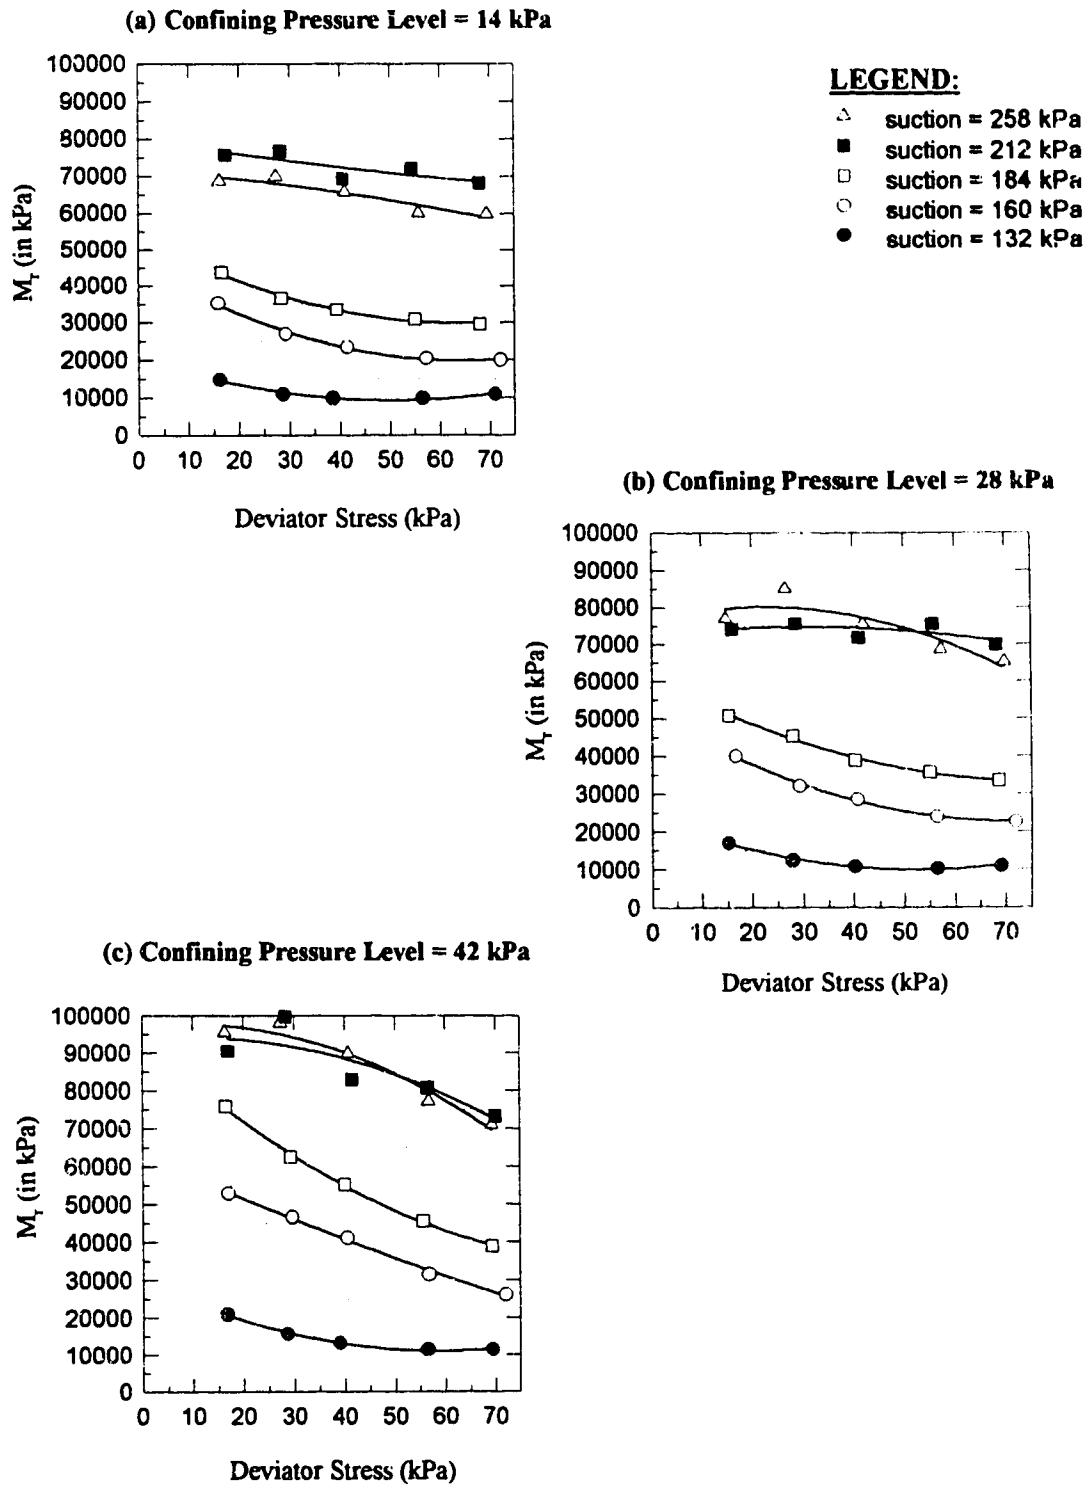 (a) Confining Pressure Level = 14 kPa
100000
90000
80000
70000
60000
50000
40000
30000
20000
10000
0
M_r (in kPa)
0 10 20 30 40 50 60 70
Deviator Stress (kPa)
LEGEND:
suction = 258 kPa
suction = 212 kPa
suction = 184 kPa
suction = 160 kPa
suction = 132 kPa
(b) Confining Pressure Level = 28 kPa
100000
90000
80000
70000
60000
50000
40000
30000
20000
10000
0
M_r (in kPa)
0 10 20 30 40 50 60 70
Deviator Stress (kPa)
(c) Confining Pressure Level = 42 kPa
100000
90000
80000
70000
60000
50000
40000
30000
20000
10000
0
M_r (in kPa)
0 10 20 30 40 50 60 70
Deviator Stress (kPa)